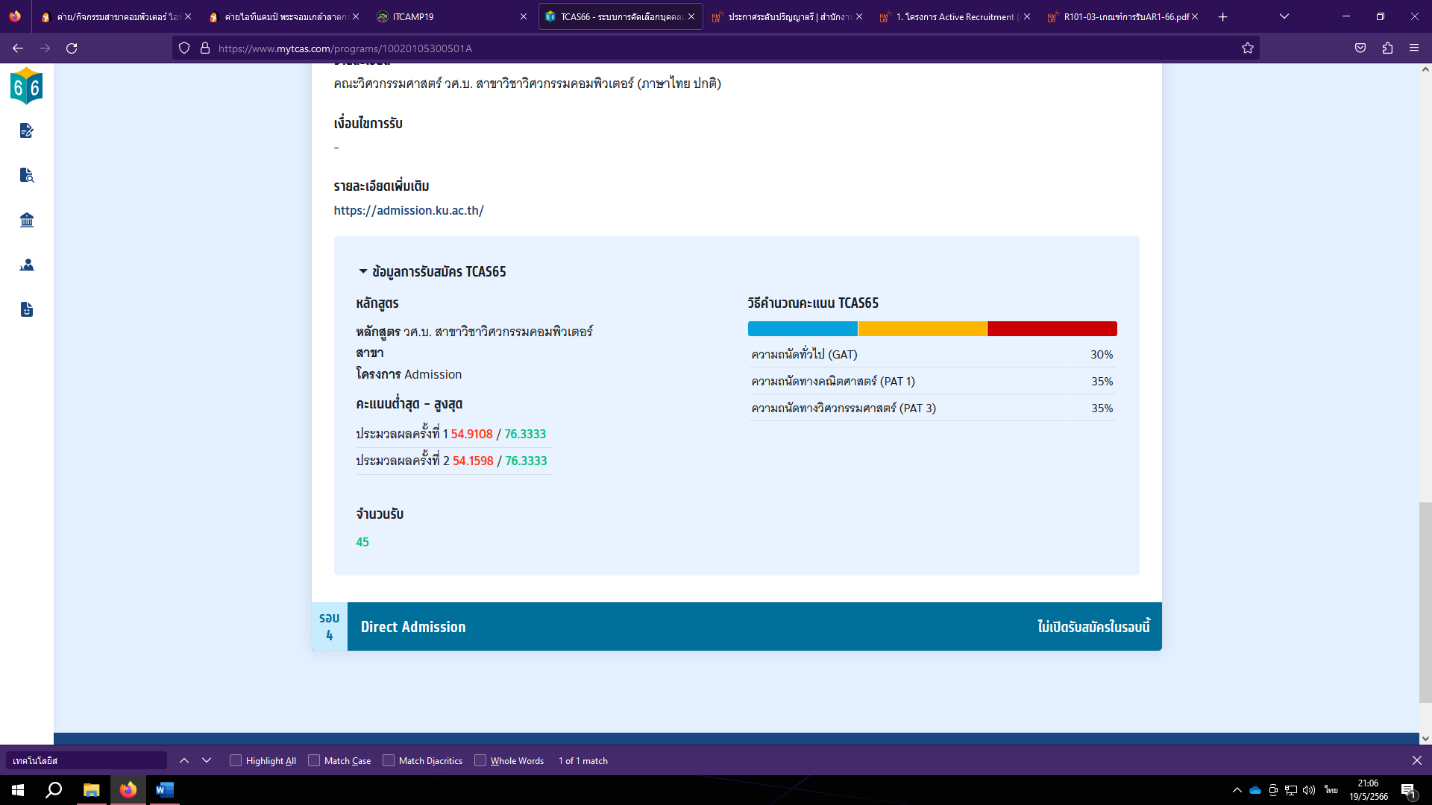 ค่าย/กิจกรรมสาขาคอมพิวเตอร์ ไอที
ค่ายไอทีแคมป์ พระจอมเกล้าลาดกระ
ITCAMP19
TCAS66 - ระบบการคัดเลือกบุคคล
ประกาศระดับปริญญาตรี | สำนักงาน
1. โครงการ Active Recruitment
R101-03-เกณฑ์การรับAR1-66.pdf
https://www.mytcas.com/programs/10020105300501A
66
รายละเอียด
คณะวิศวกรรมศาสตร์ วศ.บ. สาขาวิชาวิศวกรรมคอมพิวเตอร์ (ภาษาไทย ปกติ)
เงื่อนไขการรับ
-
รายละเอียดเพิ่มเติม
https://admission.ku.ac.th/
ข้อมูลการรับสมัคร TCAS65
หลักสูตร
หลักสูตร วศ.บ. สาขาวิชาวิศวกรรมคอมพิวเตอร์
สาขา
โครงการ Admission
คะแนนต่ำสุด - สูงสุด
ประมวลผลครั้งที่ 1 54.9108 / 76.3333
ประมวลผลครั้งที่ 2 54.1598 / 76.3333
จำนวนรับ
45
วิธีคำนวณคะแนน TCAS65
ความถนัดทั่วไป (GAT) 30%
ความถนัดทางคณิตศาสตร์ (PAT 1) 35%
ความถนัดทางวิศวกรรมศาสตร์ (PAT 3) 35%
รอบ
4
Direct Admission
ไม่เปิดรับสมัครในรอบนี้
เทคโนโลยีส
Highlight All
Match Case
Match Diacritics
Whole Words
1 of 1 match
ไทย
21:06
19/5/2566
1